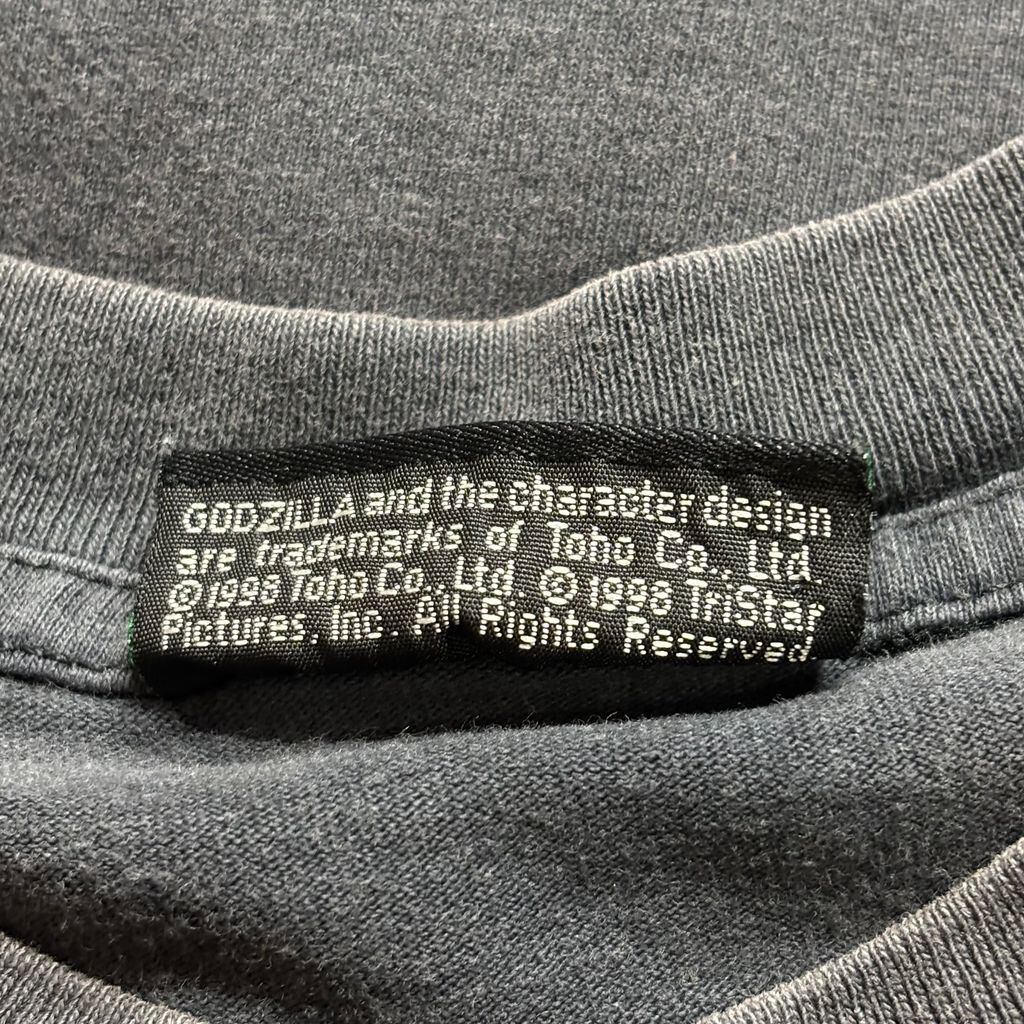 GODZILLA and the character design
are trademarks of Toho Co., Ltd.
©1998 Toho Co., Ltd. ©1998 TriStar
Pictures, Inc. All Rights Reserved